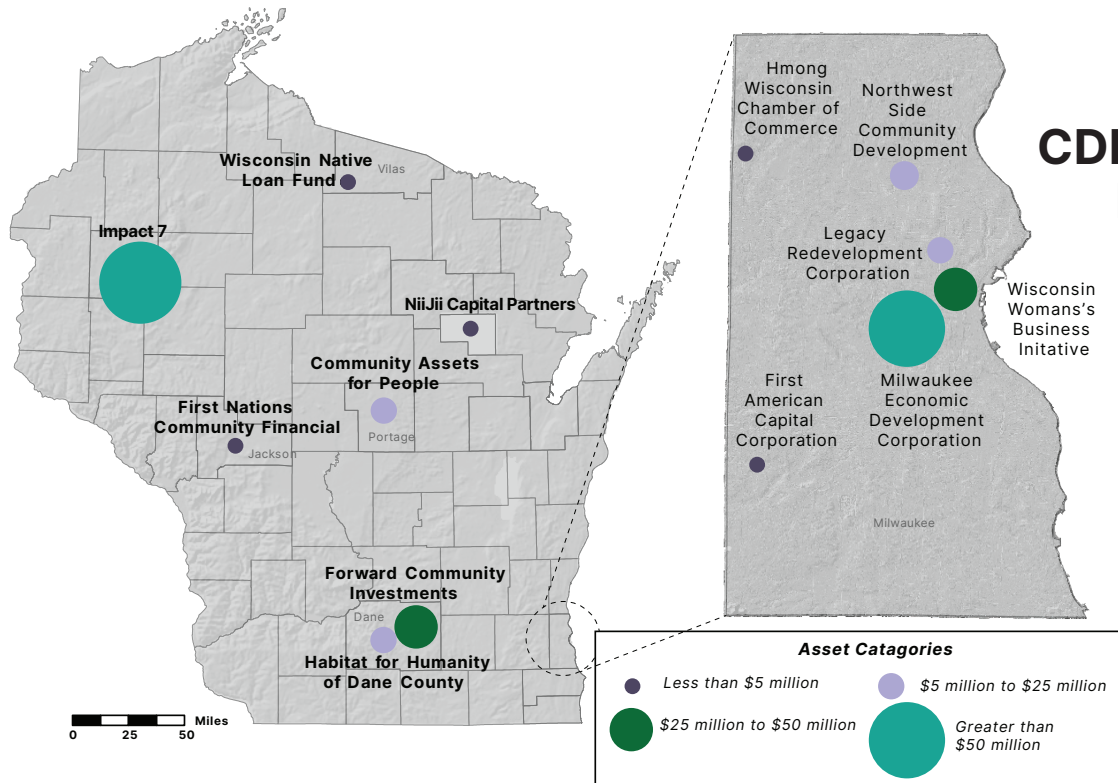 Wisconsin Native
Loan Fund
Vilas
Impact 7
NiiJii Capital Partners
Community Assets
for People
Portage
First Nations
Community Financial
Jackson
Forward Community
Investments
Dane
Habitat for Humanity
of Dane County
Miles
0 25 50
Hmong
Wisconsin
Chamber of
Commerce
Northwest
Side
Community
Development
Legacy
Redevelopment
Corporation
Wisconsin
Woman's
Business
Initative
First
American
Capital
Corporation
Milwaukee
Economic
Development
Corporation
Milwaukee
Asset Catagories
Less than $5 million
$5 million to $25 million
$25 million to $50 million
Greater than
$50 million